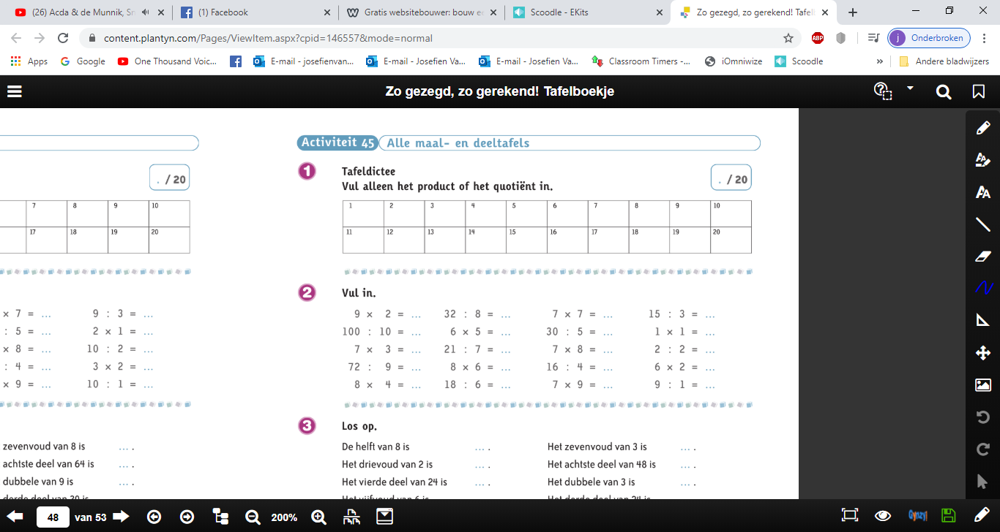 (26) Acda & de Munnik, Sn
(1) Facebook
Gratis websitebouwer: bouw ee
Scoodle - EKits
Zo gezegd, zo gerekend! Tafelb
content.plantyn.com/Pages/ViewItem.aspx?cpid=146557&mode=normal
ABP
j Onderbroken
Apps
Google
One Thousand Voic...
E-mail - josefienvan...
E-mail - Josefien Va...
E-mail - Josefien Va...
Classroom Timers -...
iOmniwize
Scoodle
»
Andere bladwijzers
Zo gezegd, zo gerekend! Tafelboekje
Activiteit 45 Alle maal- en deeltafels
. / 20
7 8 9 10
17 18 19 20
× 7 = ... 9 : 3 = ...
: 5 = ... 2 × 1 = ...
× 8 = ... 10 : 2 = ...
: 4 = ... 3 × 2 = ...
× 9 = ... 10 : 1 = ...
zevenvoud van 8 is ... .
achtste deel van 64 is ... .
dubbele van 9 is ... .
derde deel van 30 is
1 Tafeldictee
Vul alleen het product of het quotiënt in.
. / 20
1 2 3 4 5 6 7 8 9 10
11 12 13 14 15 16 17 18 19 20
2 Vul in.
9 × 2 = ... 32 : 8 = ... 7 × 7 = ... 15 : 3 = ...
100 : 10 = ... 6 × 5 = ... 30 : 5 = ... 1 × 1 = ...
7 × 3 = ... 21 : 7 = ... 7 × 8 = ... 2 : 2 = ...
72 : 9 = ... 8 × 6 = ... 16 : 4 = ... 6 × 2 = ...
8 × 4 = ... 18 : 6 = ... 7 × 9 = ... 9 : 1 = ...
3 Los op.
De helft van 8 is ... . Het zevenvoud van 3 is ... .
Het drievoud van 2 is ... . Het achtste deel van 48 is ... .
Het vierde deel van 24 is ... . Het dubbele van 3 is ... .
Het vijfvoud van 6 is Het derde deel van 24 is
48 van 53
200%
Gynzy!